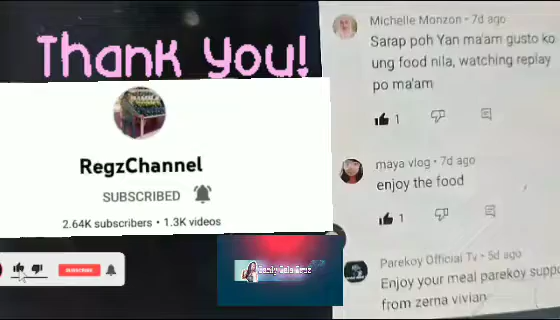 Thank You!
RegzChannel
SUBSCRIBED
2.64K subscribers • 1.3K videos
SUBSCRIBE
Michelle Monzon • 7d ago
Sarap poh Yan ma'am gusto ko
ung food nila, watching replay
po ma'am
1
maya vlog • 7d ago
enjoy the food
1
Parekoy Official Tv • 5d ago
Enjoy your meal parekoy suppo
from zerna vivian